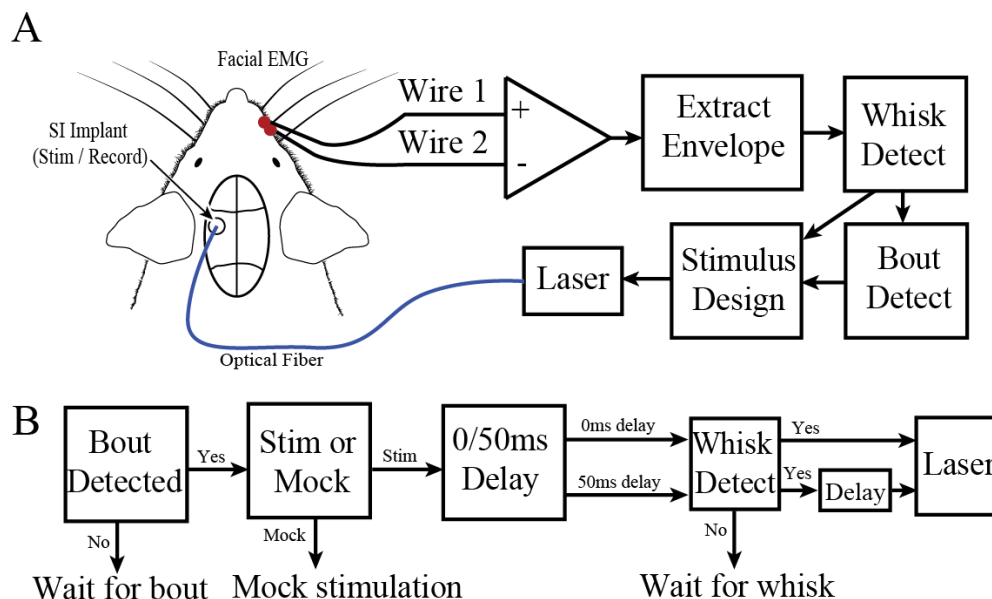 A
Facial EMG
SI Implant
(Stim / Record)
Wire 1
Wire 2
+
-
Extract
Envelope
Whisk
Detect
Laser
Stimulus
Design
Bout
Detect
Optical Fiber
B
Bout
Detected
Yes
No
Wait for bout
Stim or
Mock
Stim
Mock
Mock stimulation
0/50ms
Delay
0ms delay
50ms delay
Whisk
Detect
Yes
Yes
Delay
No
Wait for whisk
Laser